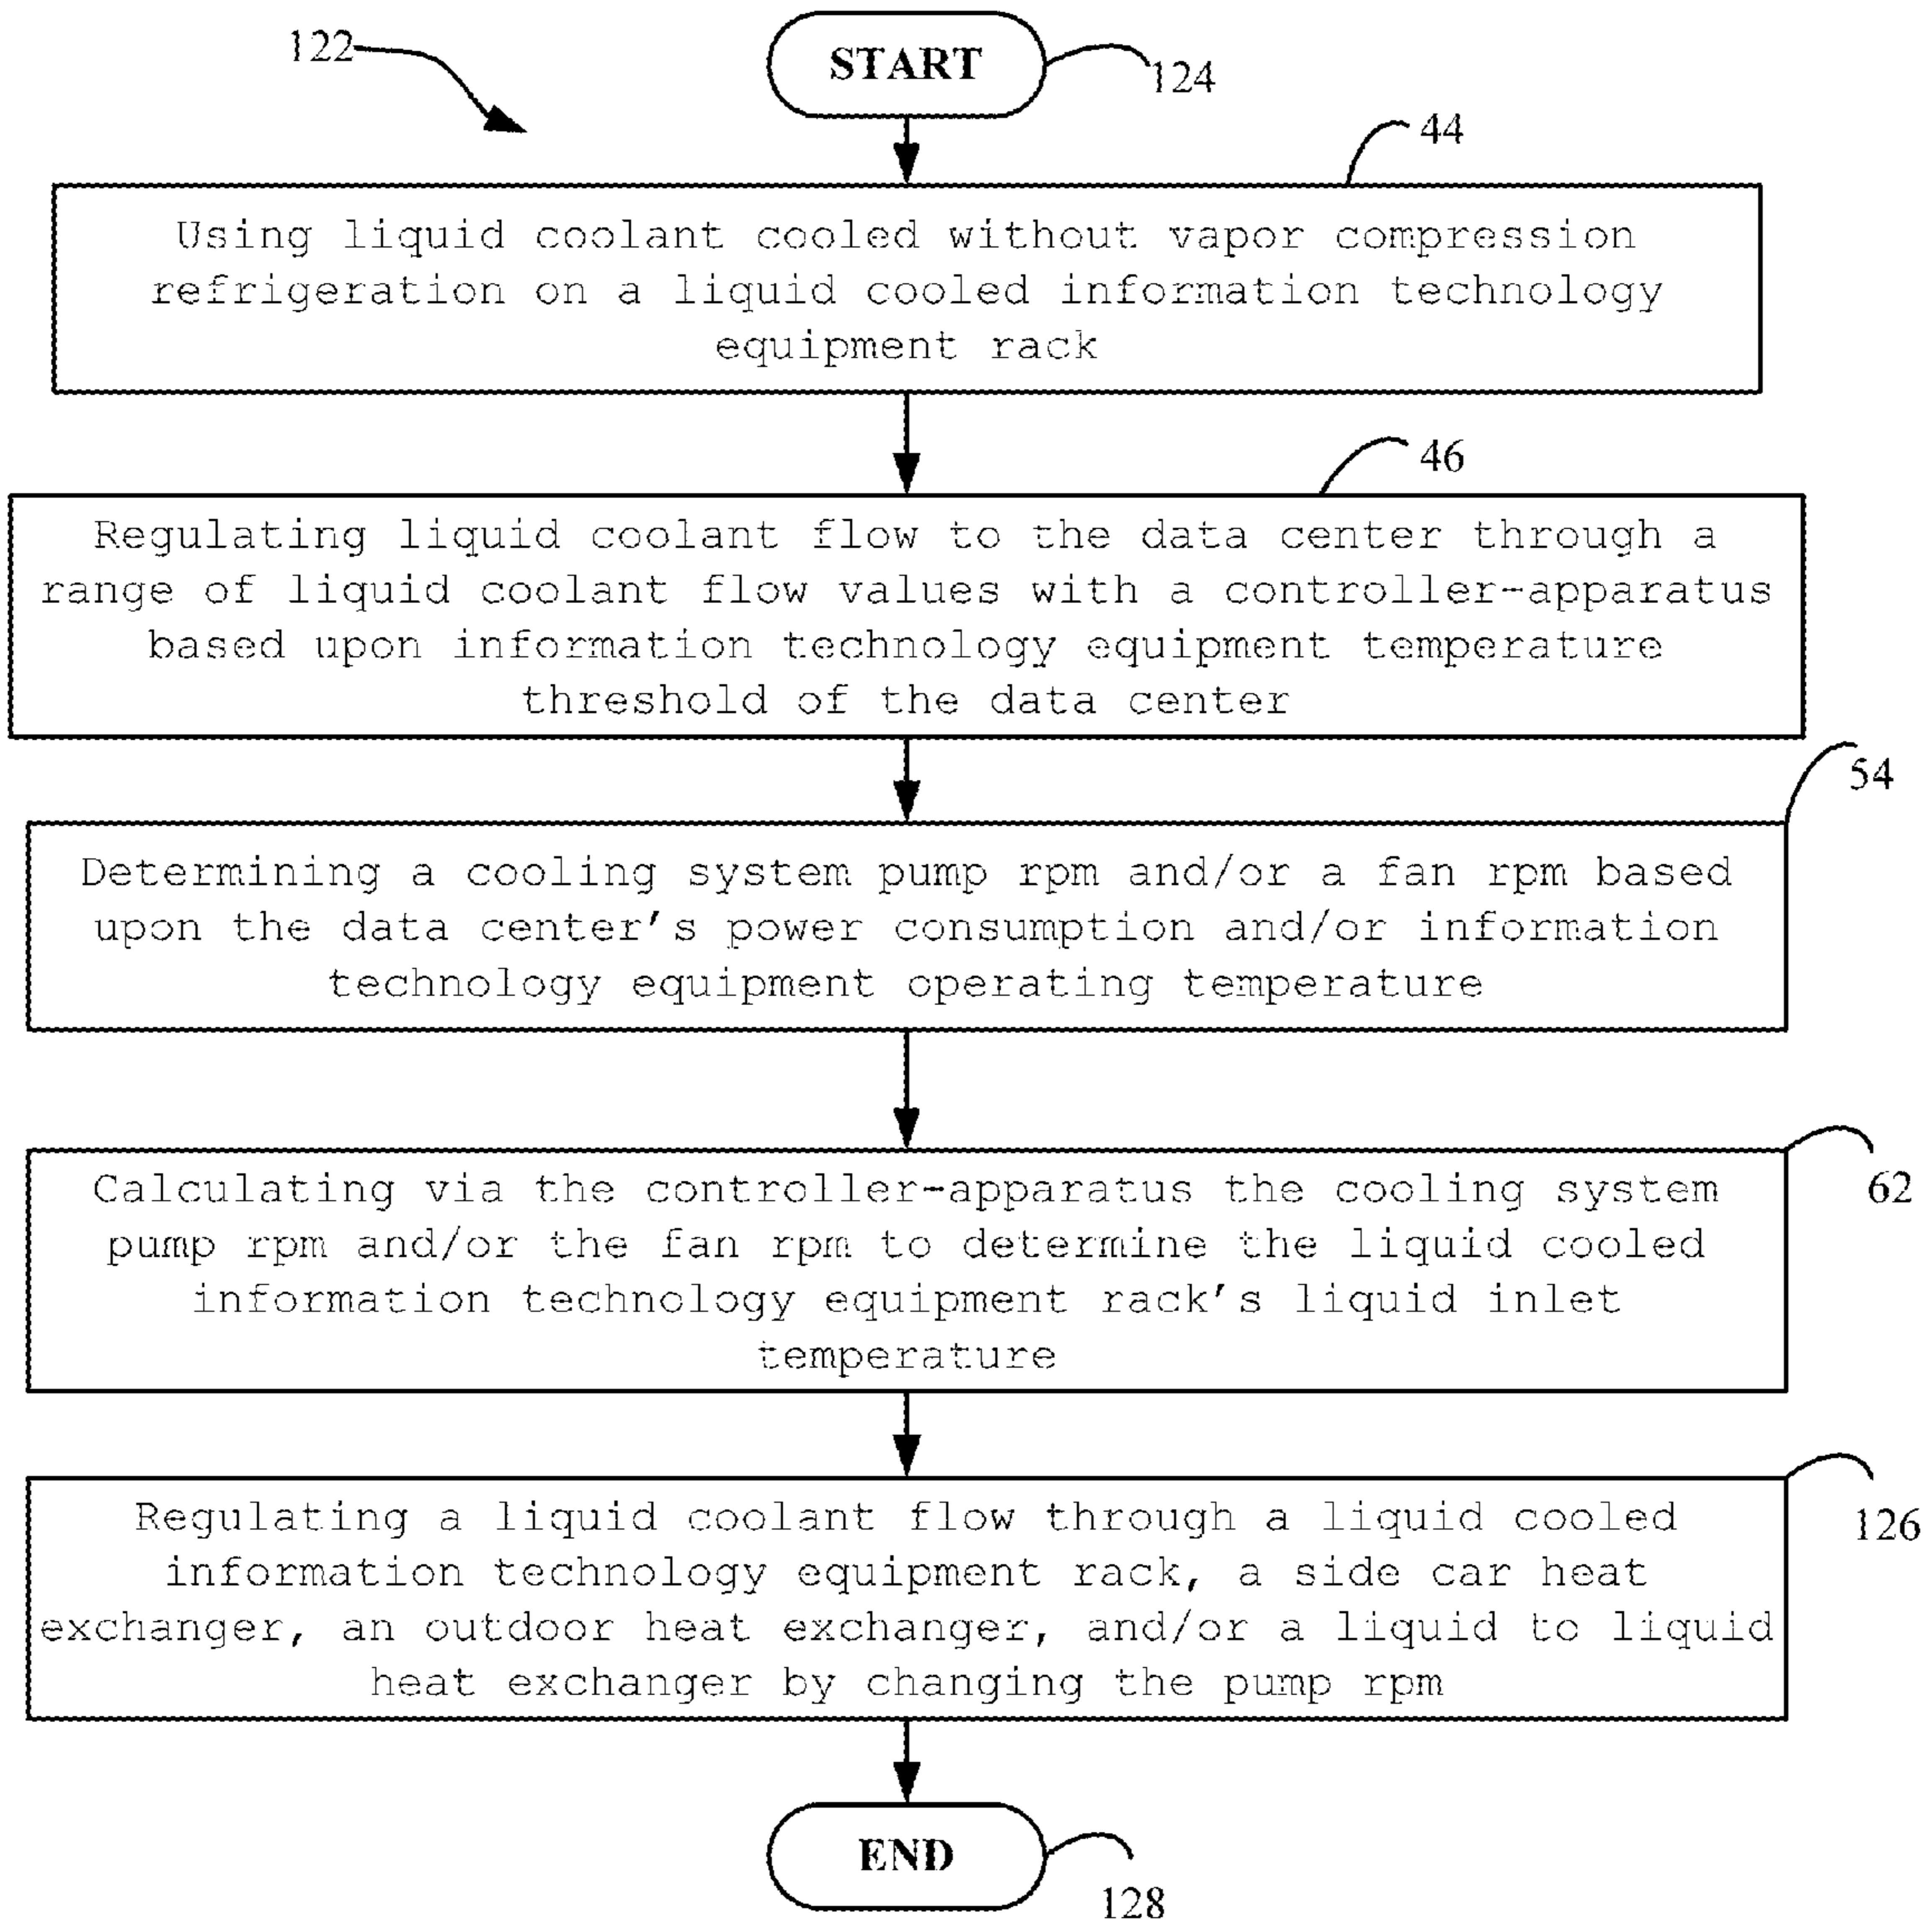 122
START
124
44
Using liquid coolant cooled without vapor compression
refrigeration on a liquid cooled information technology
equipment rack
46
Regulating liquid coolant flow to the data center through a
range of liquid coolant flow values with a controller-apparatus
based upon information technology equipment temperature
threshold of the data center
54
Determining a cooling system pump rpm and/or a fan rpm based
upon the data center's power consumption and/or information
technology equipment operating temperature
62
Calculating via the controller-apparatus the cooling system
pump rpm and/or the fan rpm to determine the liquid cooled
information technology equipment rack's liquid inlet
temperature
126
Regulating a liquid coolant flow through a liquid cooled
information technology equipment rack, a side car heat
exchanger, an outdoor heat exchanger, and/or a liquid to liquid
heat exchanger by changing the pump rpm
END
128